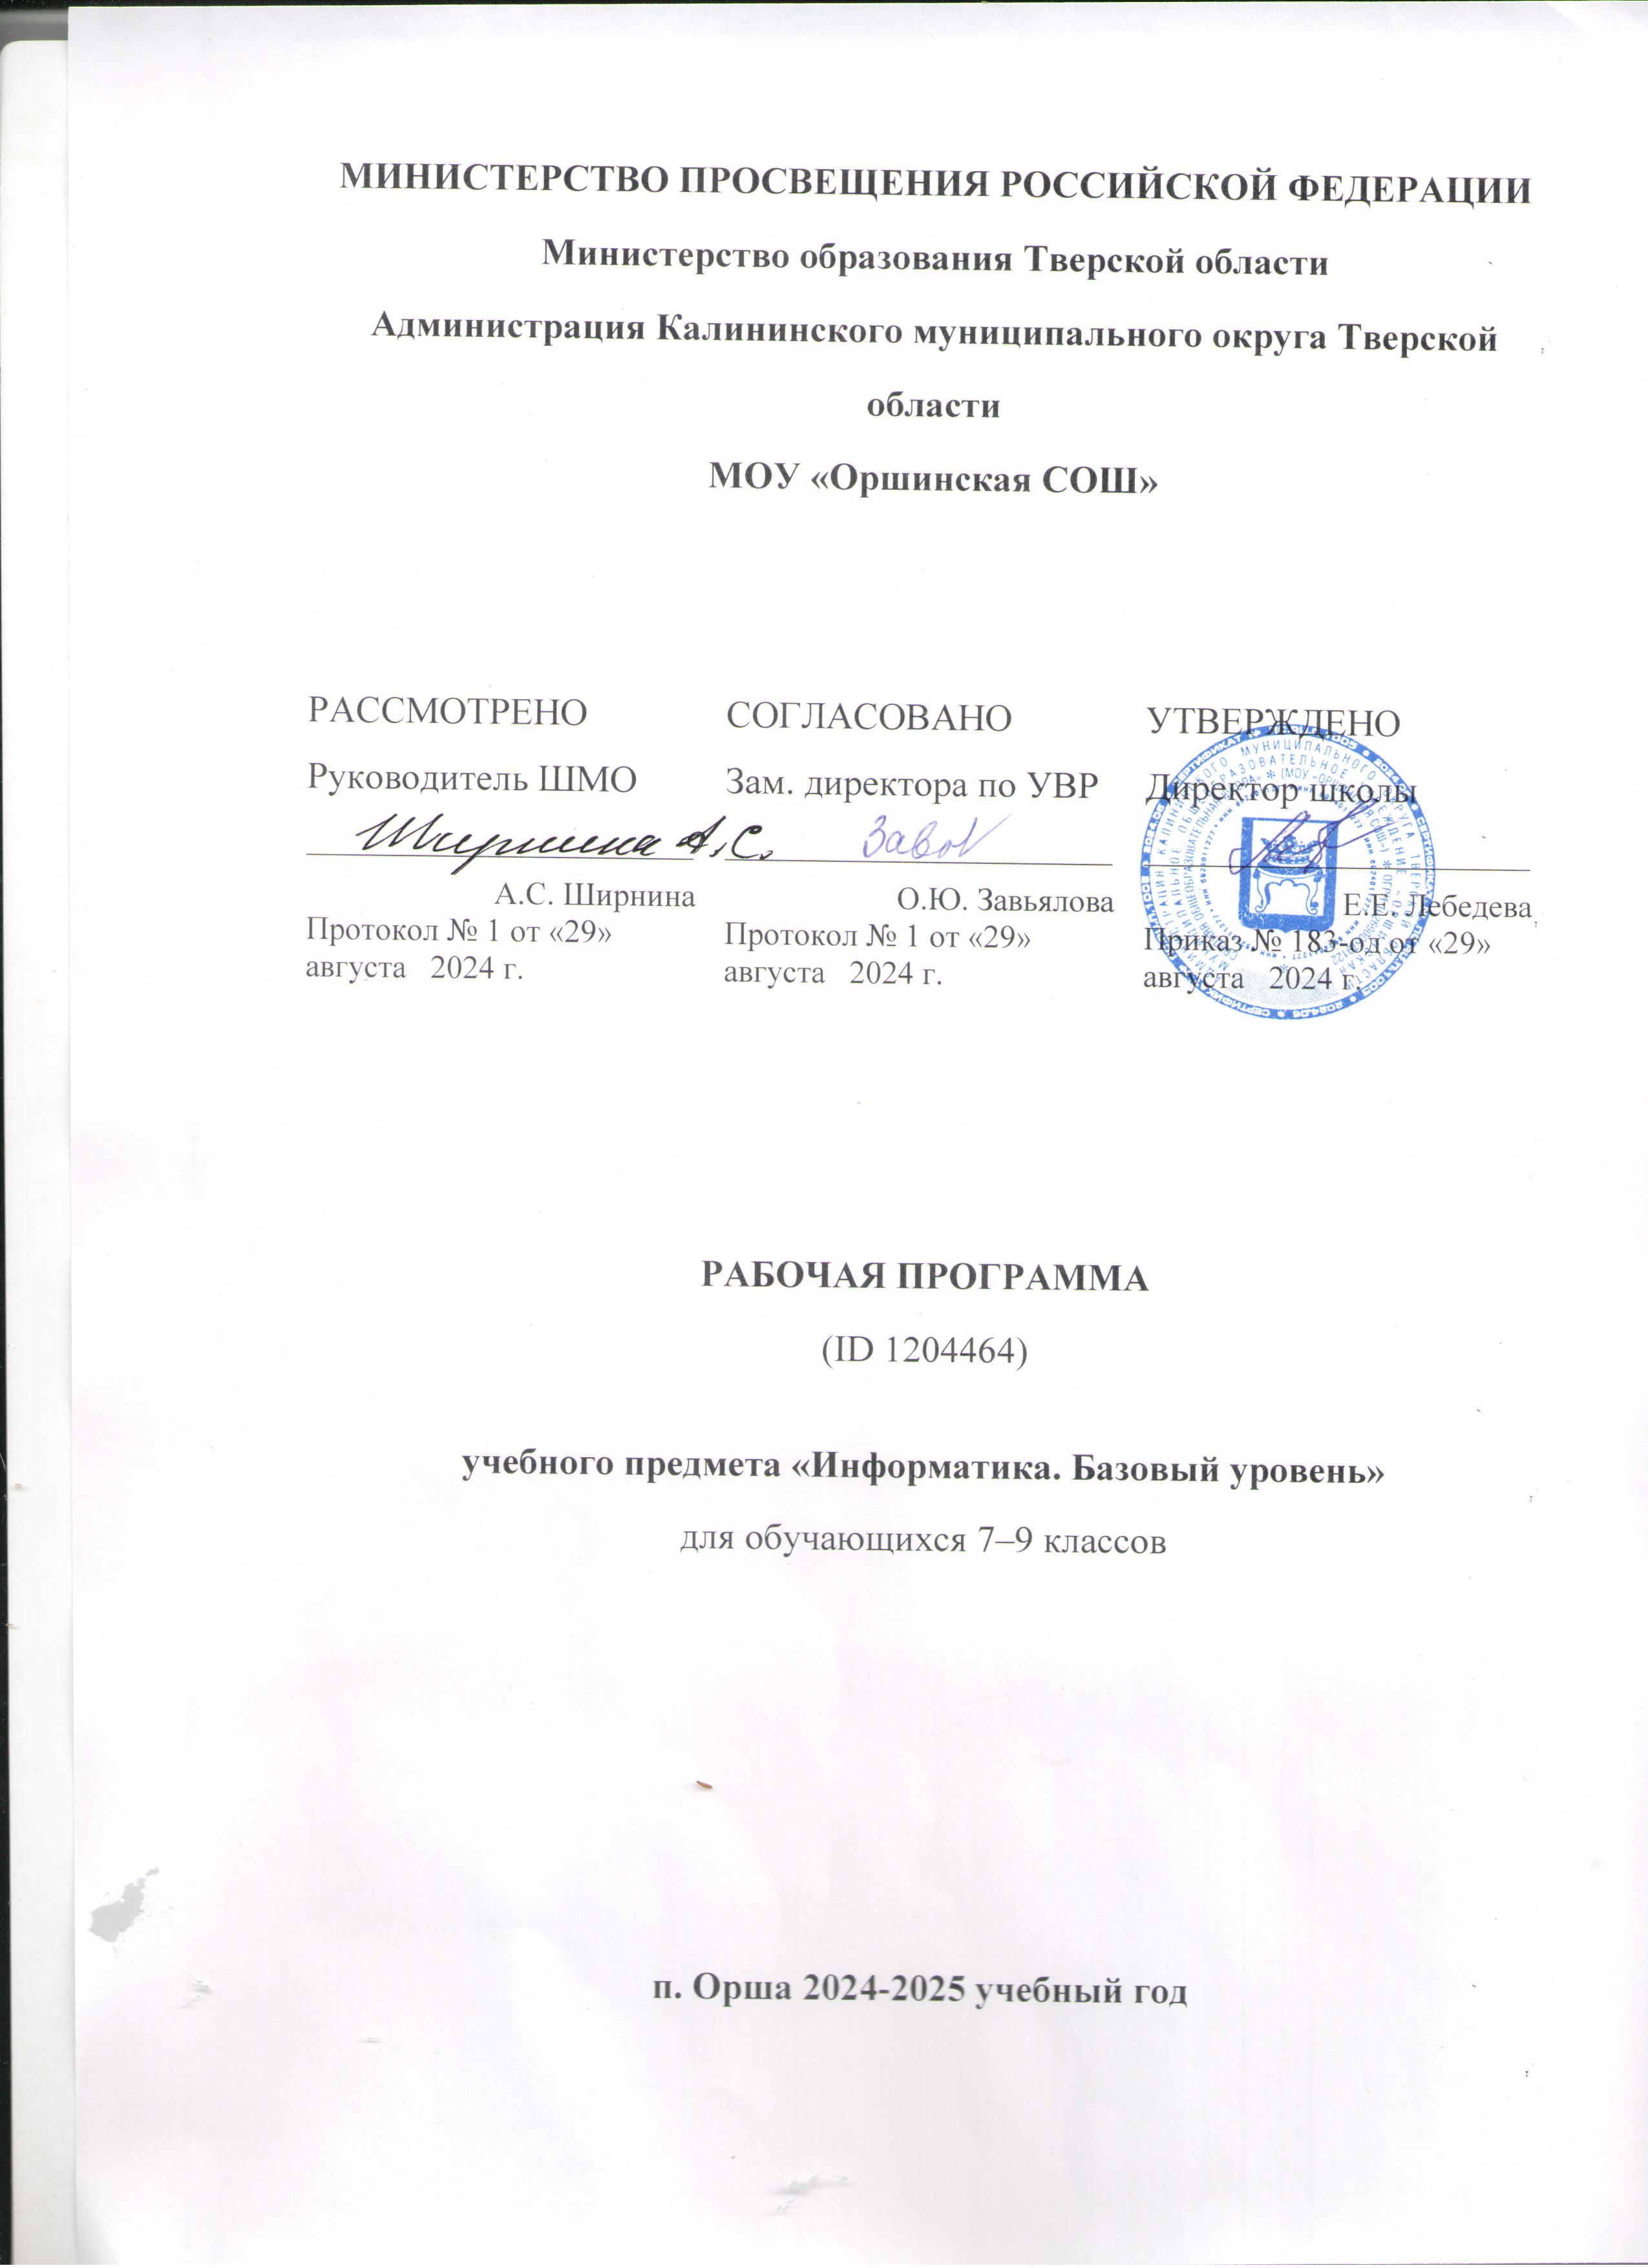 МИНИСТЕРСТВО ПРОСВЕЩЕНИЯ РОССИЙСКОЙ ФЕДЕРАЦИИ
Министерство образования Тверской области
Администрация Калининского муниципального округа Тверской
области
МОУ «Оршинская СОШ»
РАССМОТРЕНО
Руководитель ШМО
Ширнина А.С.
А.С. Ширнина
Протокол № 1 от «29»
августа 2024 г.
СОГЛАСОВАНО
Зам. директора по УВР
О.Ю. Завьялова
Протокол № 1 от «29»
августа 2024 г.
УТВЕРЖДЕНО
Директор школы
Е.Е. Лебедева
Приказ № 183-од от «29»
августа 2024 г.
РАБОЧАЯ ПРОГРАММА
(ID 1204464)
учебного предмета «Информатика. Базовый уровень»
для обучающихся 7–9 классов
п. Орша 2024-2025 учебный год